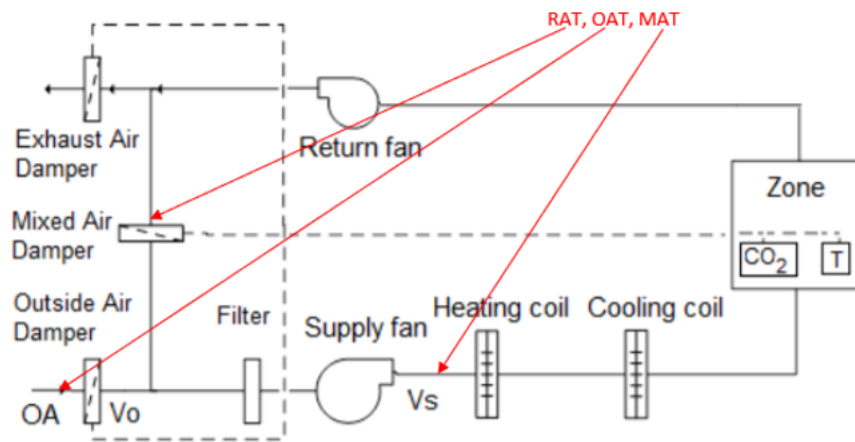 RAT, OAT, MAT
Exhaust Air
Damper
Return fan
Zone
Mixed Air
Damper
CO2
T
Outside Air
Damper
Filter
Supply fan
Heating coil
Cooling coil
OA
Vo
Vs